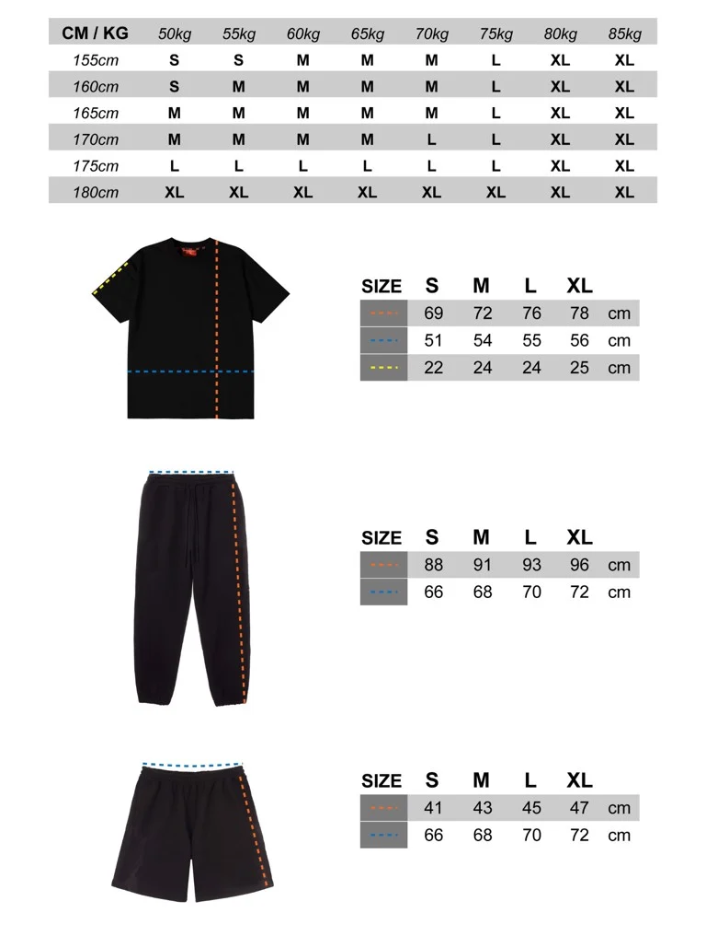 CM / KG 50kg 55kg 60kg 65kg 70kg 75kg 80kg 85kg
155cm S S M M M L XL XL
160cm S M M M M L XL XL
165cm M M M M M L XL XL
170cm M M M M L L XL XL
175cm L L L L L L XL XL
180cm XL XL XL XL XL XL XL XL
SIZE S M L XL
69 72 76 78 cm
51 54 55 56 cm
22 24 24 25 cm
SIZE S M L XL
88 91 93 96 cm
66 68 70 72 cm
SIZE S M L XL
41 43 45 47 cm
66 68 70 72 cm